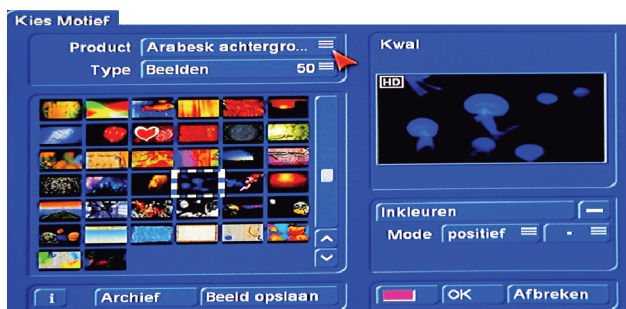 Kies Motief
Product Arabesk achtergro...
Type Beelden 50
Kwal
HD
Inkleuren
Mode positief -
i Archief Beeld opslaan
OK Afbreken